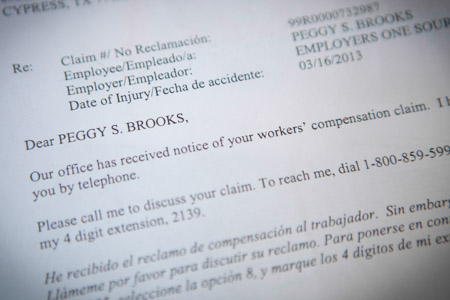 CYPRESS, TX
Re: Claim #/ No Reclamación: 99R0000732987
Employee/Empleado/a: PEGGY S. BROOKS
Employer/Empleador: EMPLOYERS ONE SOUR
Date of Injury/Fecha de accidente: 03/16/2013
Dear PEGGY S. BROOKS,
Our office has received notice of your workers' compensation claim. I
you by telephone.
Please call me to discuss your claim. To reach me, dial 1-800-859-599
my 4 digit extension, 2139.
He recibido el reclamo de compensación al trabajador. Sin embar
Llámeme por favor para discutir su reclamo. Para ponerse en con
seleccione la opción 8, y marque los 4 dígitos de mi ex